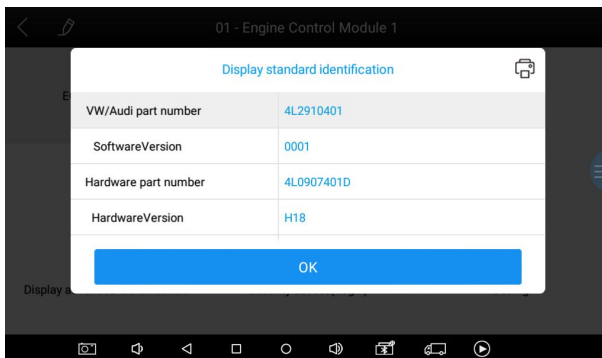 01 - Engine Control Module 1
Display standard identification
VW/Audi part number 4L2910401
SoftwareVersion 0001
Hardware part number 4L0907401D
HardwareVersion H18
OK
Display a